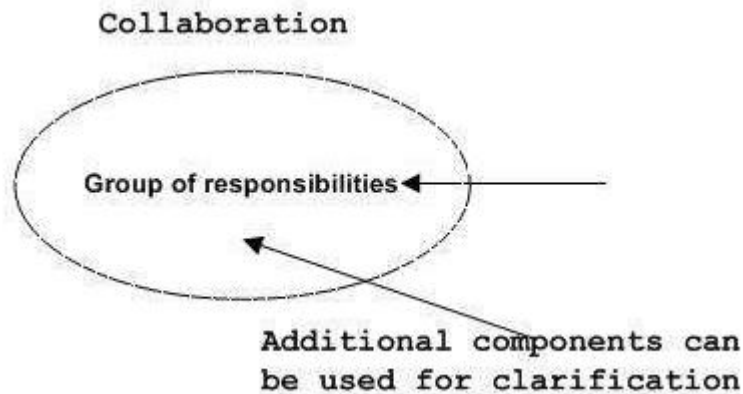 Collaboration
Group of responsibilities
Additional components can
be used for clarification